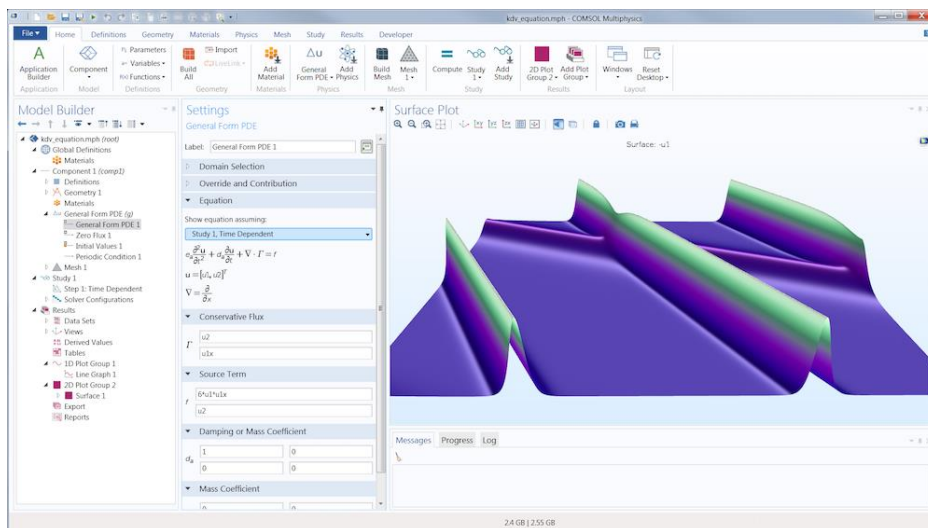 kdv_equation.mph - COMSOL Multiphysics
File Home Definitions Geometry Materials Physics Mesh Study Results Developer
Application Builder
Component
Parameters
Variables
Functions
Build All
Import
LiveLink
Add Material
General Form PDE
Add Physics
Build Mesh
Mesh 1
Compute
Study 1
Add Study
2D Plot Group 2
Add Plot Group
Windows
Reset Desktop
Application Model Definitions Geometry Materials Physics Mesh Study Results Layout
Model Builder
kdv_equation.mph (root)
Global Definitions
Materials
Component 1 (comp1)
Definitions
Geometry 1
Materials
General Form PDE (g)
General Form PDE 1
Zero Flux 1
Initial Values 1
Periodic Condition 1
Mesh 1
Study 1
Step 1: Time Dependent
Solver Configurations
Results
Data Sets
Views
Derived Values
Tables
1D Plot Group 1
Line Graph 1
2D Plot Group 2
Surface 1
Export
Reports
Settings
General Form PDE
Label: General Form PDE 1
Domain Selection
Override and Contribution
Equation
Show equation assuming:
Study 1, Time Dependent
e_a ∂²u/∂t² + d_a ∂u/∂t + ∇ · Γ = f
u = [u1, u2]^T
∇ = ∂/∂x
Conservative Flux
Γ
u2
u1x
Source Term
f
6*u1*u1x
u2
Damping or Mass Coefficient
d_a
1 0
0 0
Mass Coefficient
Surface Plot
Surface: -u1
Messages Progress Log
2.4 GB | 2.55 GB